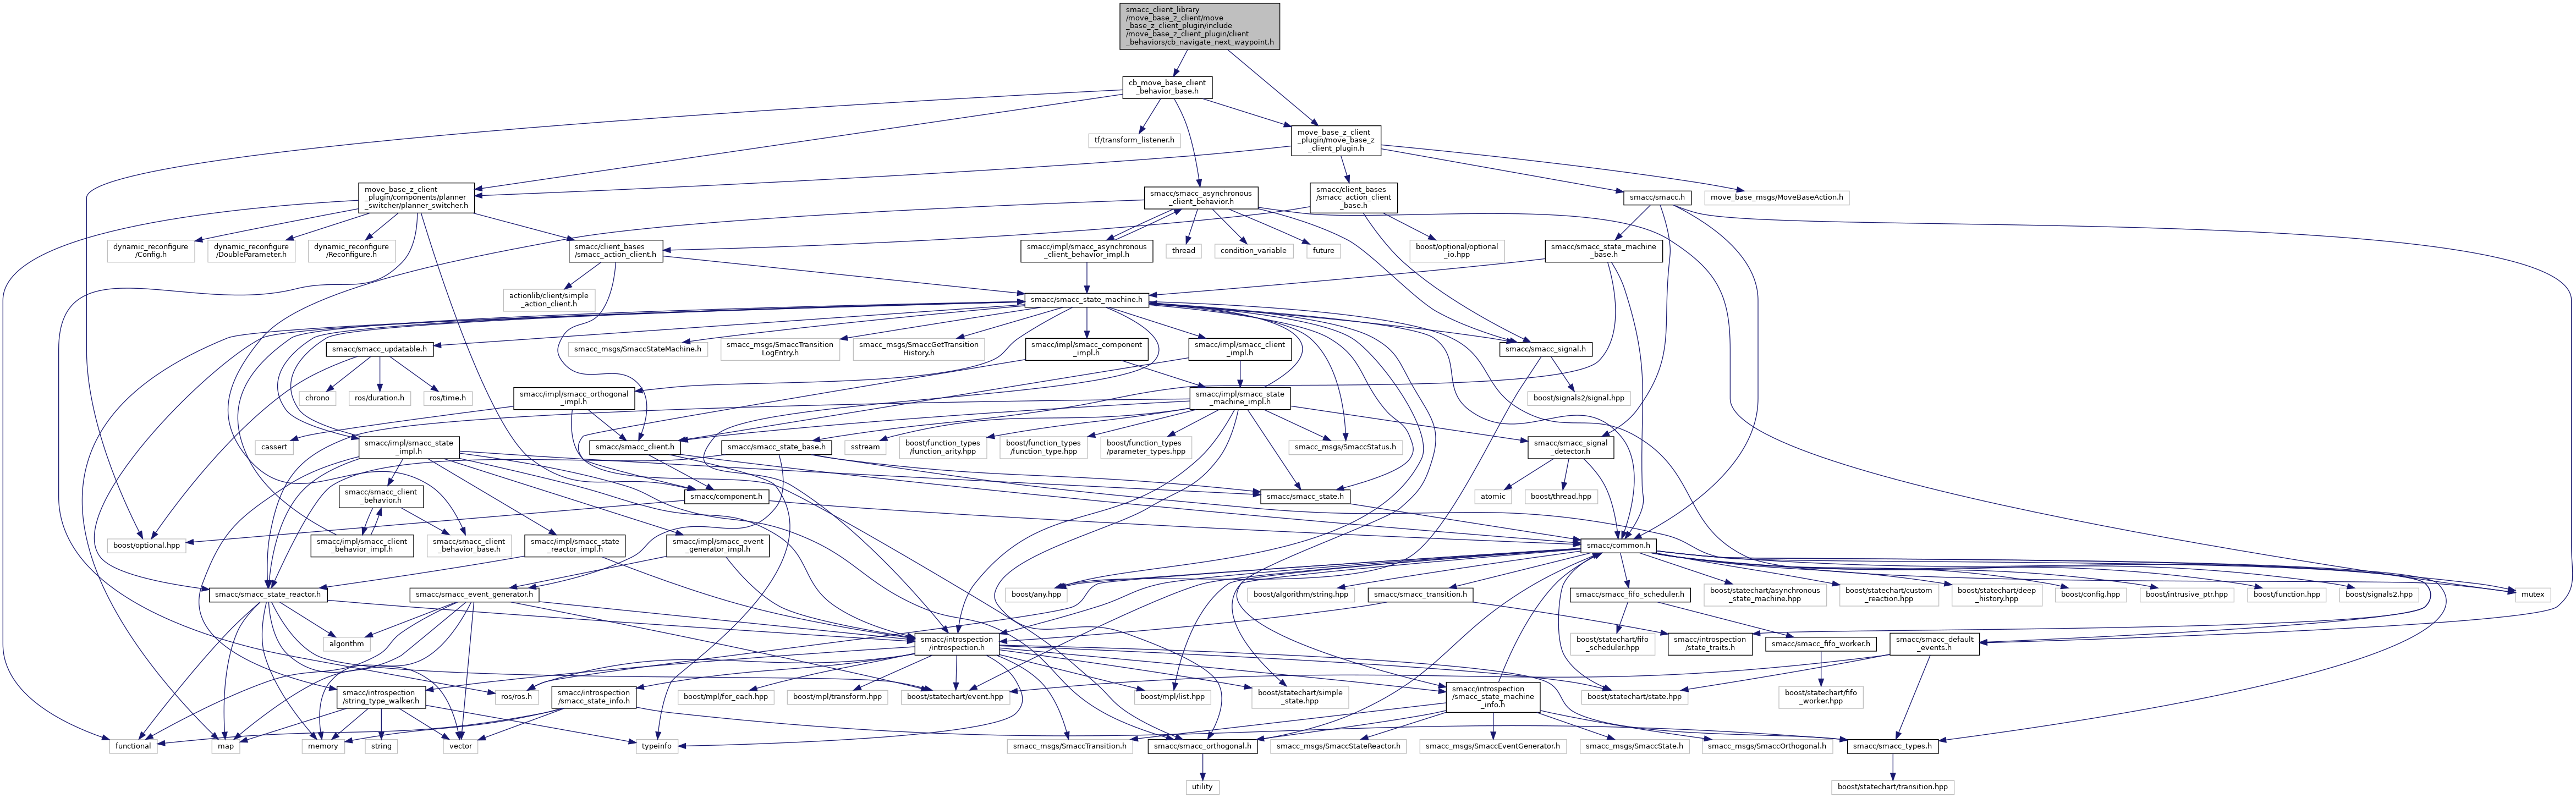 smacc_client_library
/move_base_z_client/move
_base_z_client_plugin/include
/move_base_z_client_plugin/client
_behaviors/cb_navigate_next_waypoint.h
cb_move_base_client
_behavior_base.h
tf/transform_listener.h
move_base_z_client
_plugin/move_base_z
_client_plugin.h
move_base_z_client
_plugin/components/planner
_switcher/planner_switcher.h
smacc/smacc_asynchronous
_client_behavior.h
smacc/client_bases
/smacc_action_client
_base.h
smacc/smacc.h
move_base_msgs/MoveBaseAction.h
dynamic_reconfigure
/Config.h
dynamic_reconfigure
/DoubleParameter.h
dynamic_reconfigure
/Reconfigure.h
smacc/client_bases
/smacc_action_client.h
smacc/impl/smacc_asynchronous
_client_behavior_impl.h
thread
condition_variable
future
boost/optional/optional
_io.hpp
smacc/smacc_state_machine
_base.h
actionlib/client/simple
_action_client.h
smacc/smacc_state_machine.h
smacc/smacc_updatable.h
smacc_msgs/SmaccStateMachine.h
smacc_msgs/SmaccTransition
LogEntry.h
smacc_msgs/SmaccGetTransition
History.h
smacc/impl/smacc_component
_impl.h
smacc/impl/smacc_client
_impl.h
smacc/smacc_signal.h
chrono
ros/duration.h
ros/time.h
smacc/impl/smacc_orthogonal
_impl.h
smacc/impl/smacc_state
_machine_impl.h
boost/signals2/signal.hpp
cassert
smacc/impl/smacc_state
_impl.h
smacc/smacc_client.h
smacc/smacc_state_base.h
sstream
boost/function_types
/function_arity.hpp
boost/function_types
/function_type.hpp
boost/function_types
/parameter_types.hpp
smacc_msgs/SmaccStatus.h
smacc/smacc_signal
_detector.h
smacc/smacc_client
_behavior.h
smacc/component.h
smacc/smacc_state.h
atomic
boost/thread.hpp
boost/optional.hpp
smacc/impl/smacc_client
_behavior_impl.h
smacc/smacc_client
_behavior_base.h
smacc/impl/smacc_state
_reactor_impl.h
smacc/impl/smacc_event
_generator_impl.h
smacc/common.h
smacc/smacc_state_reactor.h
smacc/smacc_event_generator.h
boost/any.hpp
boost/algorithm/string.hpp
smacc/smacc_transition.h
smacc/smacc_fifo_scheduler.h
boost/statechart/asynchronous
_state_machine.hpp
boost/statechart/custom
_reaction.hpp
boost/statechart/deep
_history.hpp
boost/config.hpp
boost/intrusive_ptr.hpp
boost/function.hpp
boost/signals2.hpp
mutex
algorithm
smacc/introspection
/introspection.h
boost/statechart/fifo
_scheduler.hpp
smacc/introspection
/state_traits.h
smacc/smacc_fifo_worker.h
smacc/smacc_default
_events.h
smacc/introspection
/string_type_walker.h
ros/ros.h
smacc/introspection
/smacc_state_info.h
boost/mpl/for_each.hpp
boost/mpl/transform.hpp
boost/statechart/event.hpp
boost/mpl/list.hpp
boost/statechart/simple
_state.hpp
smacc/introspection
/smacc_state_machine
_info.h
boost/statechart/state.hpp
boost/statechart/fifo
_worker.hpp
functional
map
memory
string
vector
typeinfo
smacc_msgs/SmaccTransition.h
smacc/smacc_orthogonal.h
smacc_msgs/SmaccStateReactor.h
smacc_msgs/SmaccEventGenerator.h
smacc_msgs/SmaccState.h
smacc_msgs/SmaccOrthogonal.h
smacc/smacc_types.h
utility
boost/statechart/transition.hpp